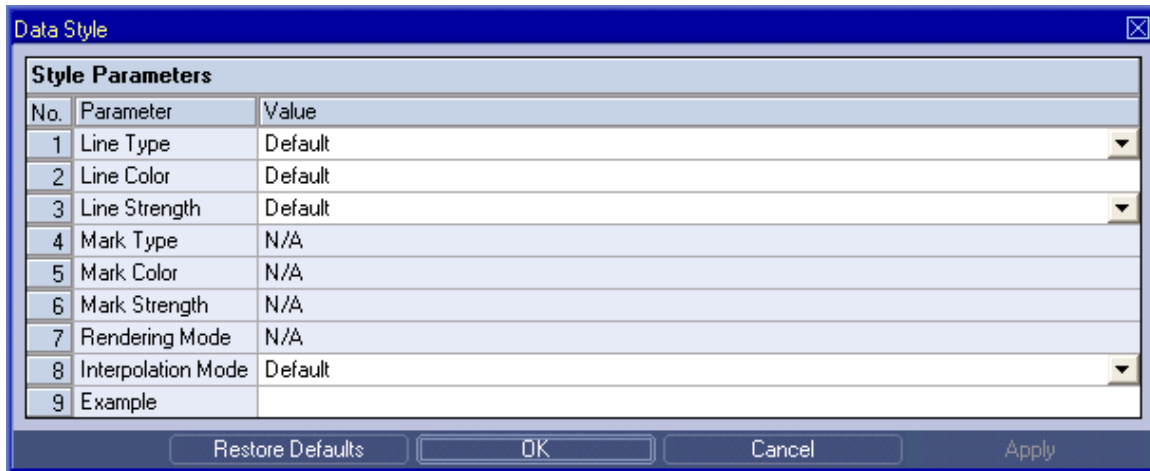 Data Style
Style Parameters
No. Parameter Value
1 Line Type Default
2 Line Color Default
3 Line Strength Default
4 Mark Type N/A
5 Mark Color N/A
6 Mark Strength N/A
7 Rendering Mode N/A
8 Interpolation Mode Default
9 Example
Restore Defaults OK Cancel Apply